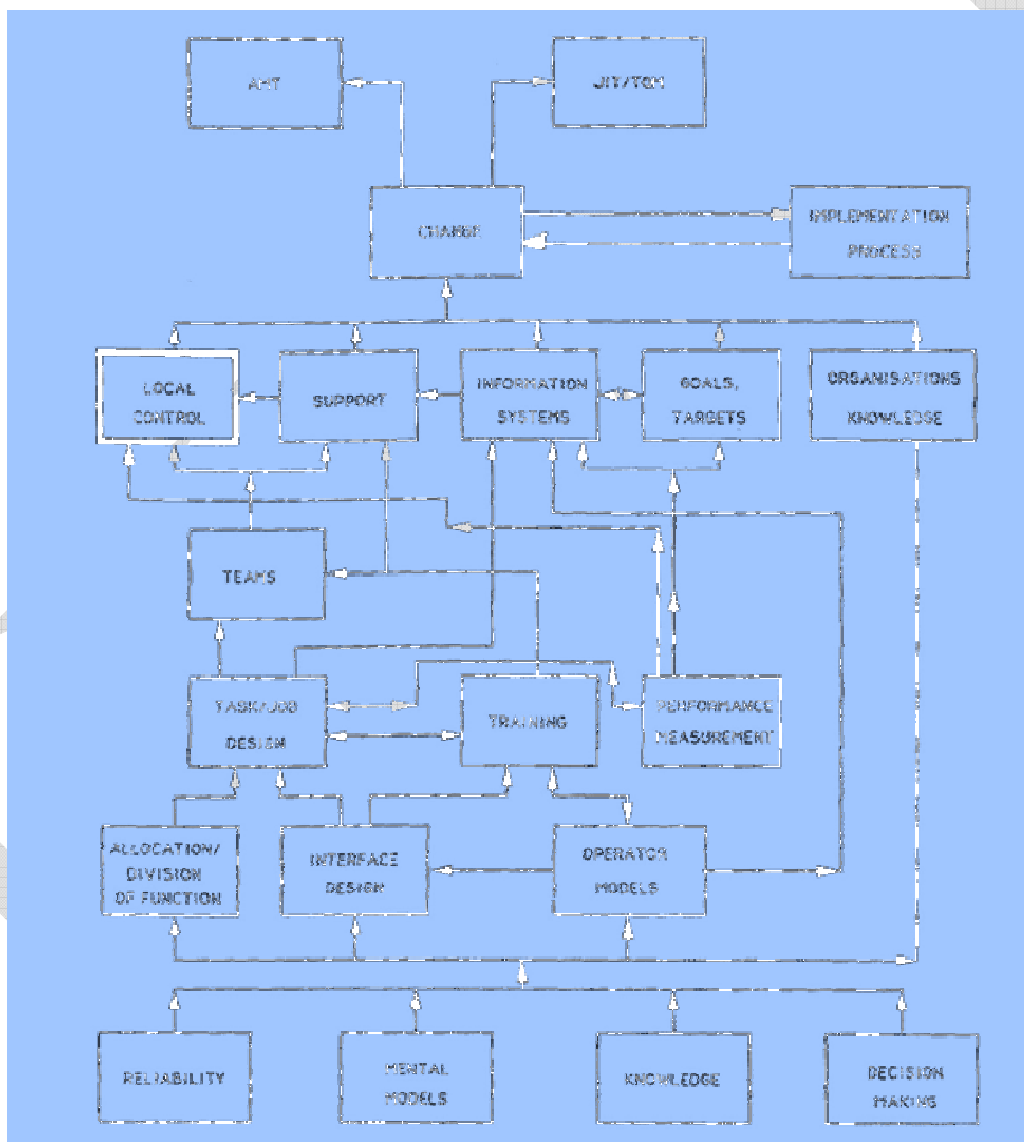 AMT
JIT/TQM
CHANGE
IMPLEMENTATION
PROCESS
LOCAL
CONTROL
SUPPORT
INFORMATION
SYSTEMS
GOALS,
TARGETS
ORGANISATIONS
KNOWLEDGE
TEAMS
TASK/JOB
DESIGN
TRAINING
PERFORMANCE
MEASUREMENT
ALLOCATION/
DIVISION
OF FUNCTION
INTERFACE
DESIGN
OPERATOR
MODELS
RELIABILITY
MENTAL
MODELS
KNOWLEDGE
DECISION
MAKING